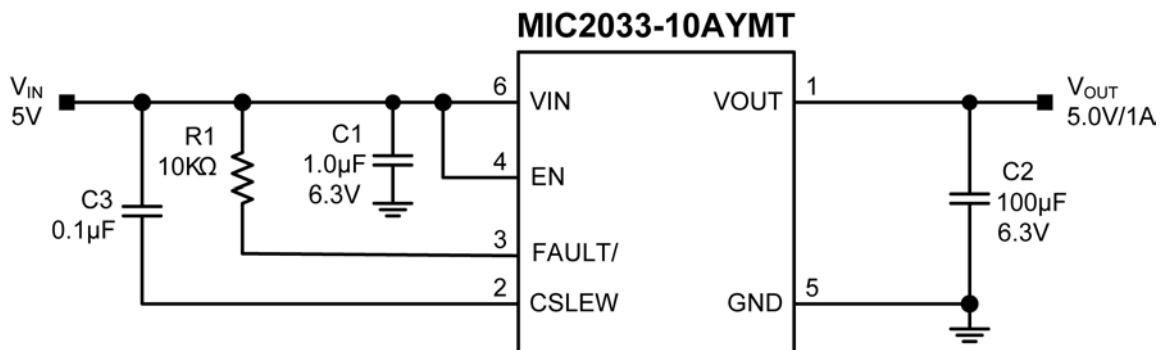 MIC2033-10AYMT
VIN
5V
R1
10KΩ
C3
0.1µF
C1
1.0µF
6.3V
6
VIN
4
EN
3
FAULT/
2
CSLEW
VOUT
1
GND
5
C2
100µF
6.3V
VOUT
5.0V/1A